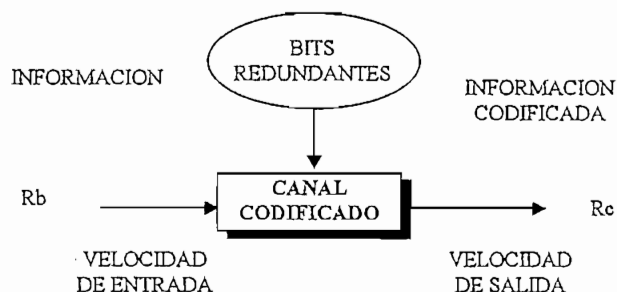 BITS
REDUNDANTES
INFORMACION
INFORMACION
CODIFICADA
CANAL
CODIFICADO
Rb
Rc
VELOCIDAD
DE ENTRADA
VELOCIDAD
DE SALIDA